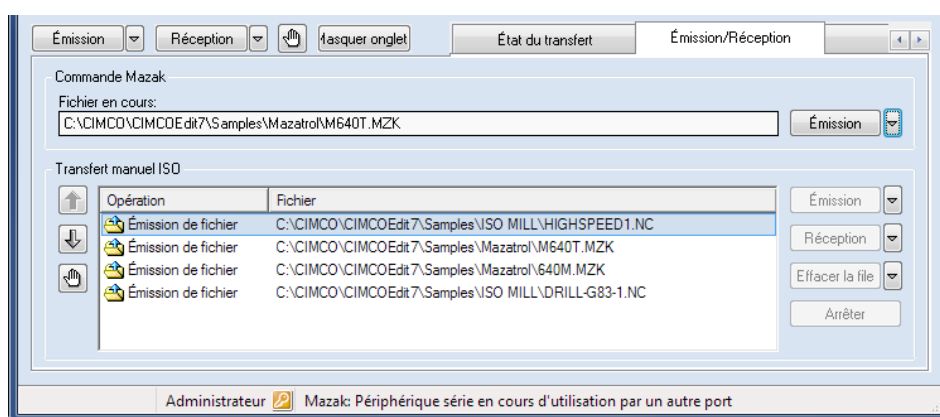 Émission Réception Masquer onglet État du transfert Émission/Réception
Commande Mazak
Fichier en cours:
C:\CIMCO\CIMCOEdit7\Samples\Mazatrol\M640T.MZK Émission
Transfert manuel ISO
Opération Fichier Émission
Émission de fichier C:\CIMCO\CIMCOEdit7\Samples\ISO MILL\HIGHSPEED1.NC
Émission de fichier C:\CIMCO\CIMCOEdit7\Samples\Mazatrol\M640T.MZK Réception
Émission de fichier C:\CIMCO\CIMCOEdit7\Samples\Mazatrol\640M.MZK Effacer la file
Émission de fichier C:\CIMCO\CIMCOEdit7\Samples\ISO MILL\DRILL-G83-1.NC
Arrêter
Administrateur Mazak: Périphérique série en cours d'utilisation par un autre port